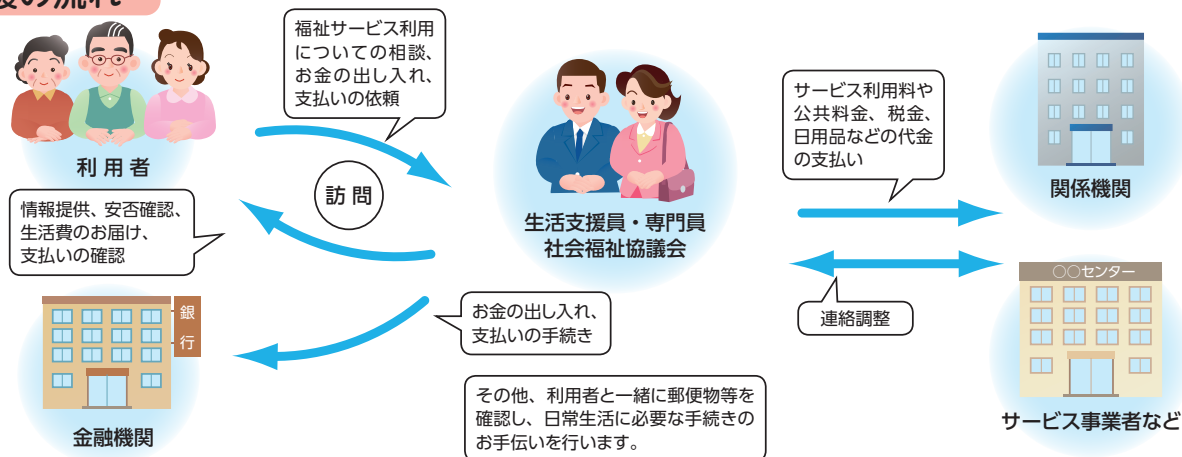 の流れ
福祉サービス利用
についての相談、
お金の出し入れ、
支払いの依頼
利用者
訪問
情報提供、安否確認、
生活費のお届け、
支払いの確認
生活支援員・専門員
社会福祉協議会
サービス利用料や
公共料金、税金、
日用品などの代金
の支払い
関係機関
連絡調整
○○センター
サービス事業者など
銀
行
金融機関
お金の出し入れ、
支払いの手続き
その他、利用者と一緒に郵便物等を
確認し、日常生活に必要な手続きの
お手伝いを行います。